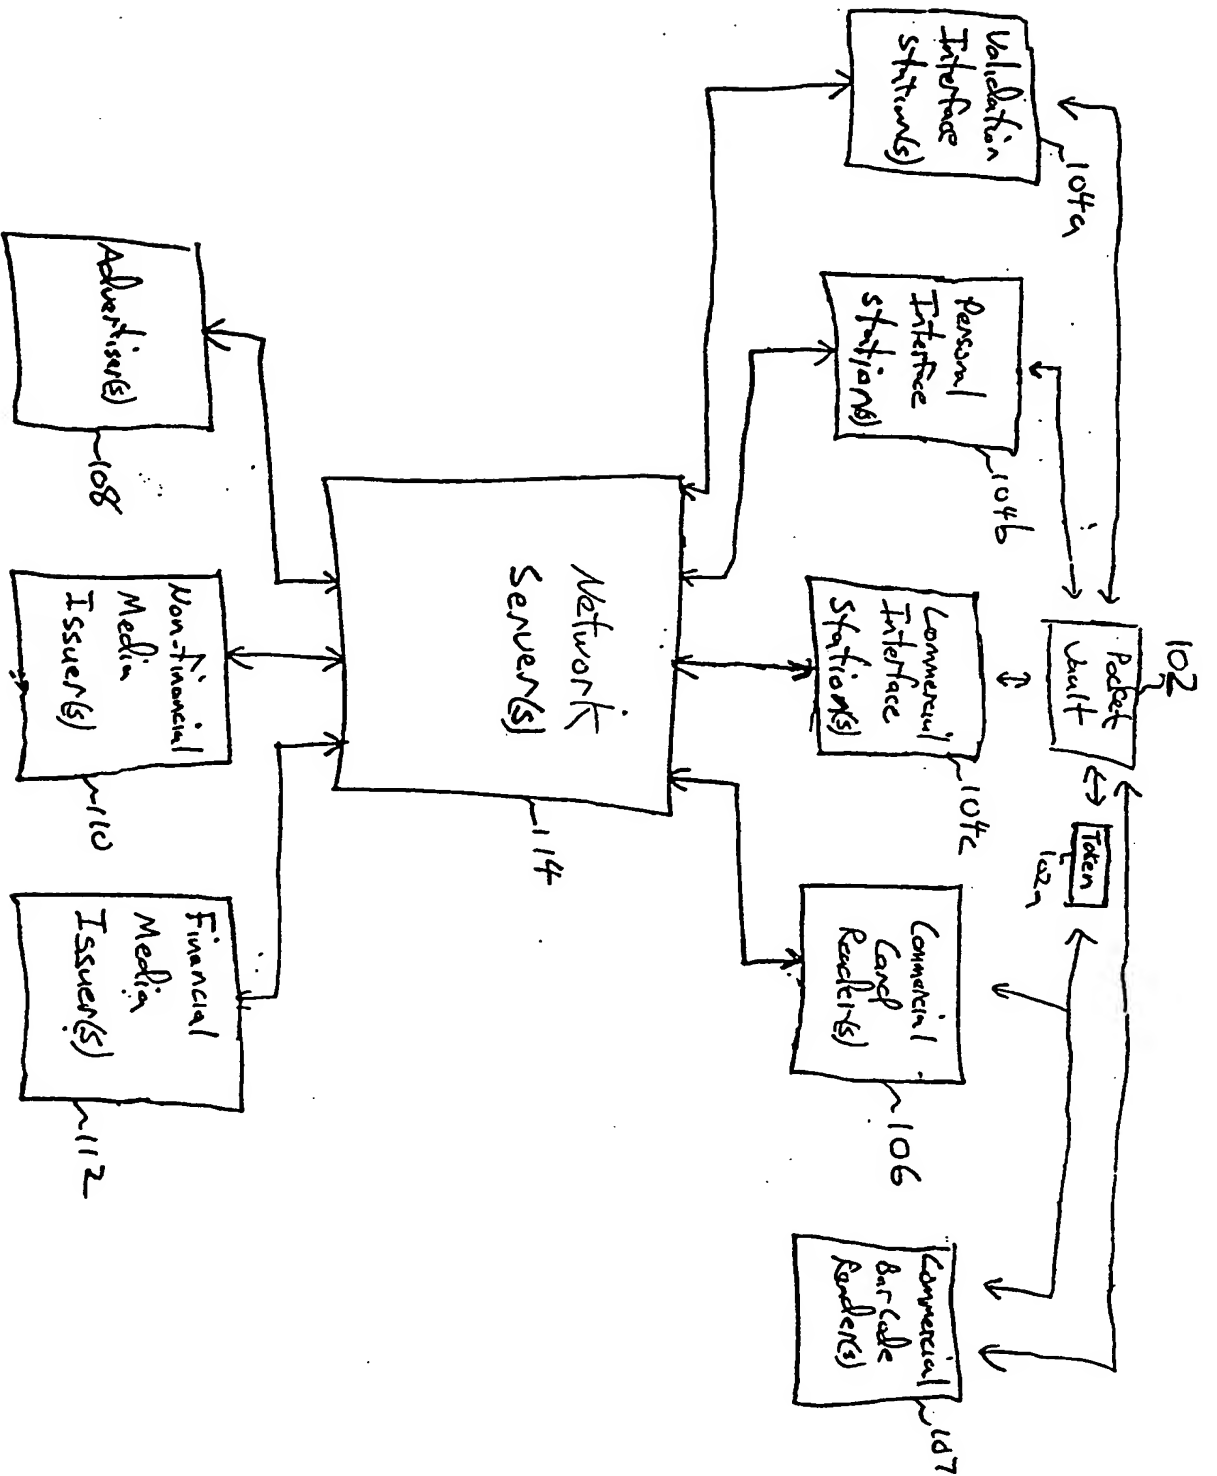 102
Pocket
Vault
Token
102a
Validation
Interface
Station(s)
104a
Personal
Interface
Station(s)
104b
Commercial
Interface
Station(s)
104c
Commercial
Card
Reader(s)
106
Commercial
Bar Code
Reader(s)
107
Network
Server(s)
114
Advertiser(s)
108
Non-Financial
Media
Issuer(s)
110
Financial
Media
Issuer(s)
112